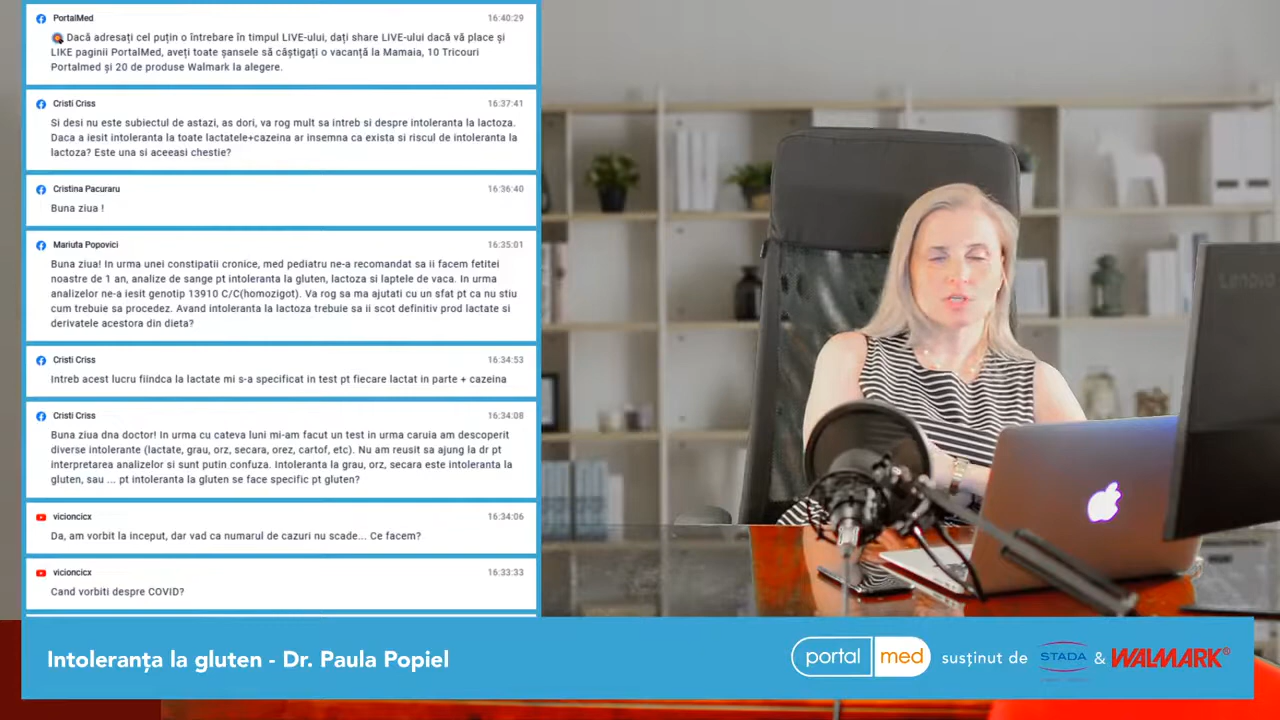 PortalMed 16:40:29
Dacă adresați cel puțin o întrebare în timpul LIVE-ului, dați share LIVE-ului dacă vă place și
LIKE paginii PortalMed, aveți toate șansele să câștigați o vacanță la Mamaia, 10 Tricouri
Portalmed și 20 de produse Walmark la alegere.
Cristi Criss 16:37:41
Si desi nu este subiectul de astazi, as dori, va rog mult sa intreb si despre intoleranta la lactoza.
Daca a iesit intoleranta la toate lactatele+cazeina ar insemna ca exista si riscul de intoleranta la
lactoza? Este una si aceeasi chestie?
Cristina Pacuraru 16:36:40
Buna ziua !
Mariuta Popovici 16:35:01
Buna ziua! In urma unei constipatii cronice, med pediatru ne-a recomandat sa ii facem fetitei
noastre de 1 an, analize de sange pt intoleranta la gluten, lactoza si laptele de vaca. In urma
analizelor ne-a iesit genotip 13910 C/C(homozigot). Va rog sa ma ajutati cu un sfat pt ca nu stiu
cum trebuie sa procedez. Avand intoleranta la lactoza trebuie sa ii scot definitiv prod lactate si
derivatele acestora din dieta?
Cristi Criss 16:34:53
Intreb acest lucru fiindca la lactate mi s-a specificat in test pt fiecare lactat in parte + cazeina
Cristi Criss 16:34:08
Buna ziua dna doctor! In urma cu cateva luni mi-am facut un test in urma caruia am descoperit
diverse intolerante (lactate, grau, orz, secara, orez, cartof, etc). Nu am reusit sa ajung la dr pt
interpretarea analizelor si sunt putin confuza. Intoleranta la grau, orz, secara este intoleranta la
gluten, sau ... pt intoleranta la gluten se face specific pt gluten?
vicioncicx 16:34:06
Da, am vorbit la inceput, dar vad ca numarul de cazuri nu scade... Ce facem?
vicioncicx 16:33:33
Cand vorbiti despre COVID?
Lenovo
Intoleranța la gluten - Dr. Paula Popiel
portal med susținut de STADA & WALMARK®